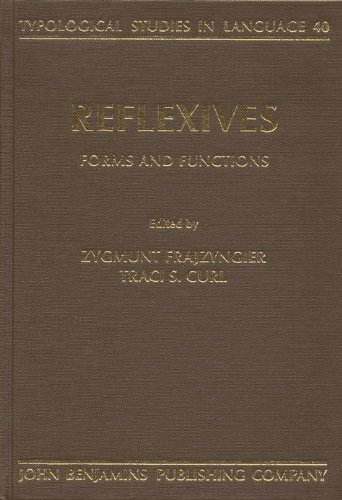 TYPOLOGICAL STUDIES IN LANGUAGE 40
REFLEXIVES
FORMS AND FUNCTIONS
Edited by
ZYGMUNT FRAJZYNGIER
TRACI S. CURL
JOHN BENJAMINS PUBLISHING COMPANY